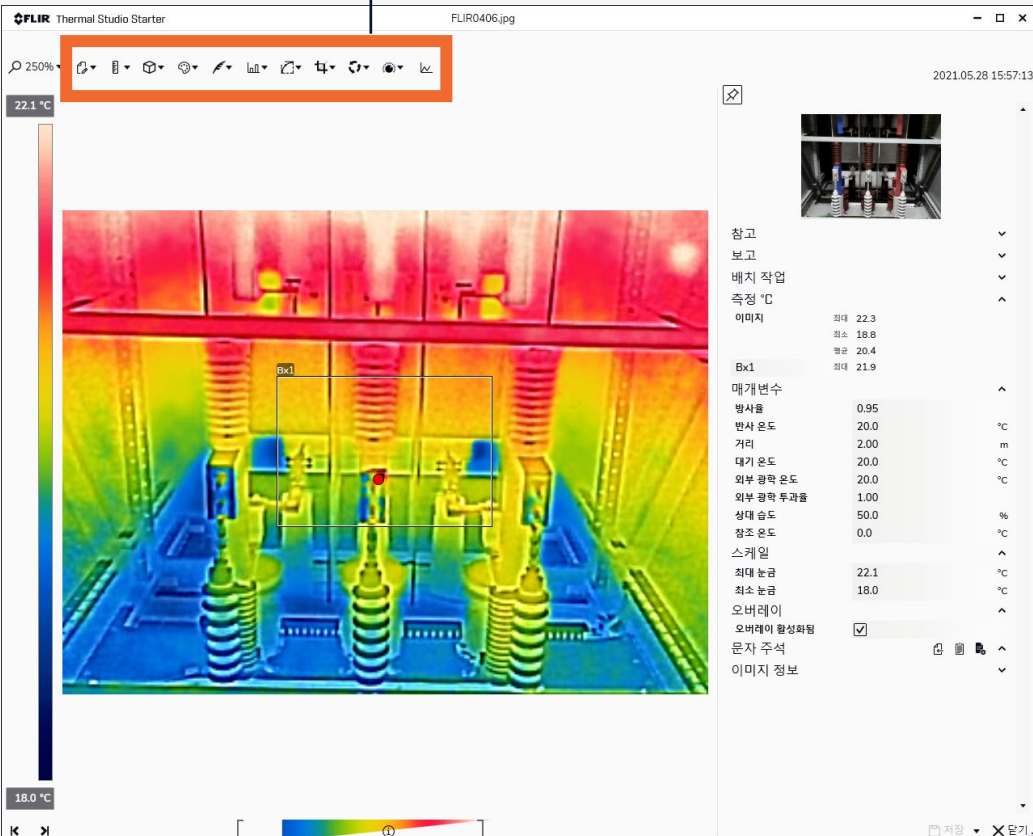 FLIR Thermal Studio Starter
FLIR0406.jpg
250%
2021.05.28 15:57:13
22.1 °C
참고
보고
배치 작업
측정 °C
이미지 최대 22.3
최소 18.8
평균 20.4
Bx1
Bx1 최대 21.9
매개변수
방사율 0.95
반사 온도 20.0 °C
거리 2.00 m
대기 온도 20.0 °C
외부 광학 온도 20.0 °C
외부 광학 투과율 1.00
상대 습도 50.0 %
참조 온도 0.0 °C
스케일
최대 눈금 22.1 °C
최소 눈금 18.0 °C
오버레이
오버레이 활성화됨
문자 주석
이미지 정보
18.0 °C
저장
닫기